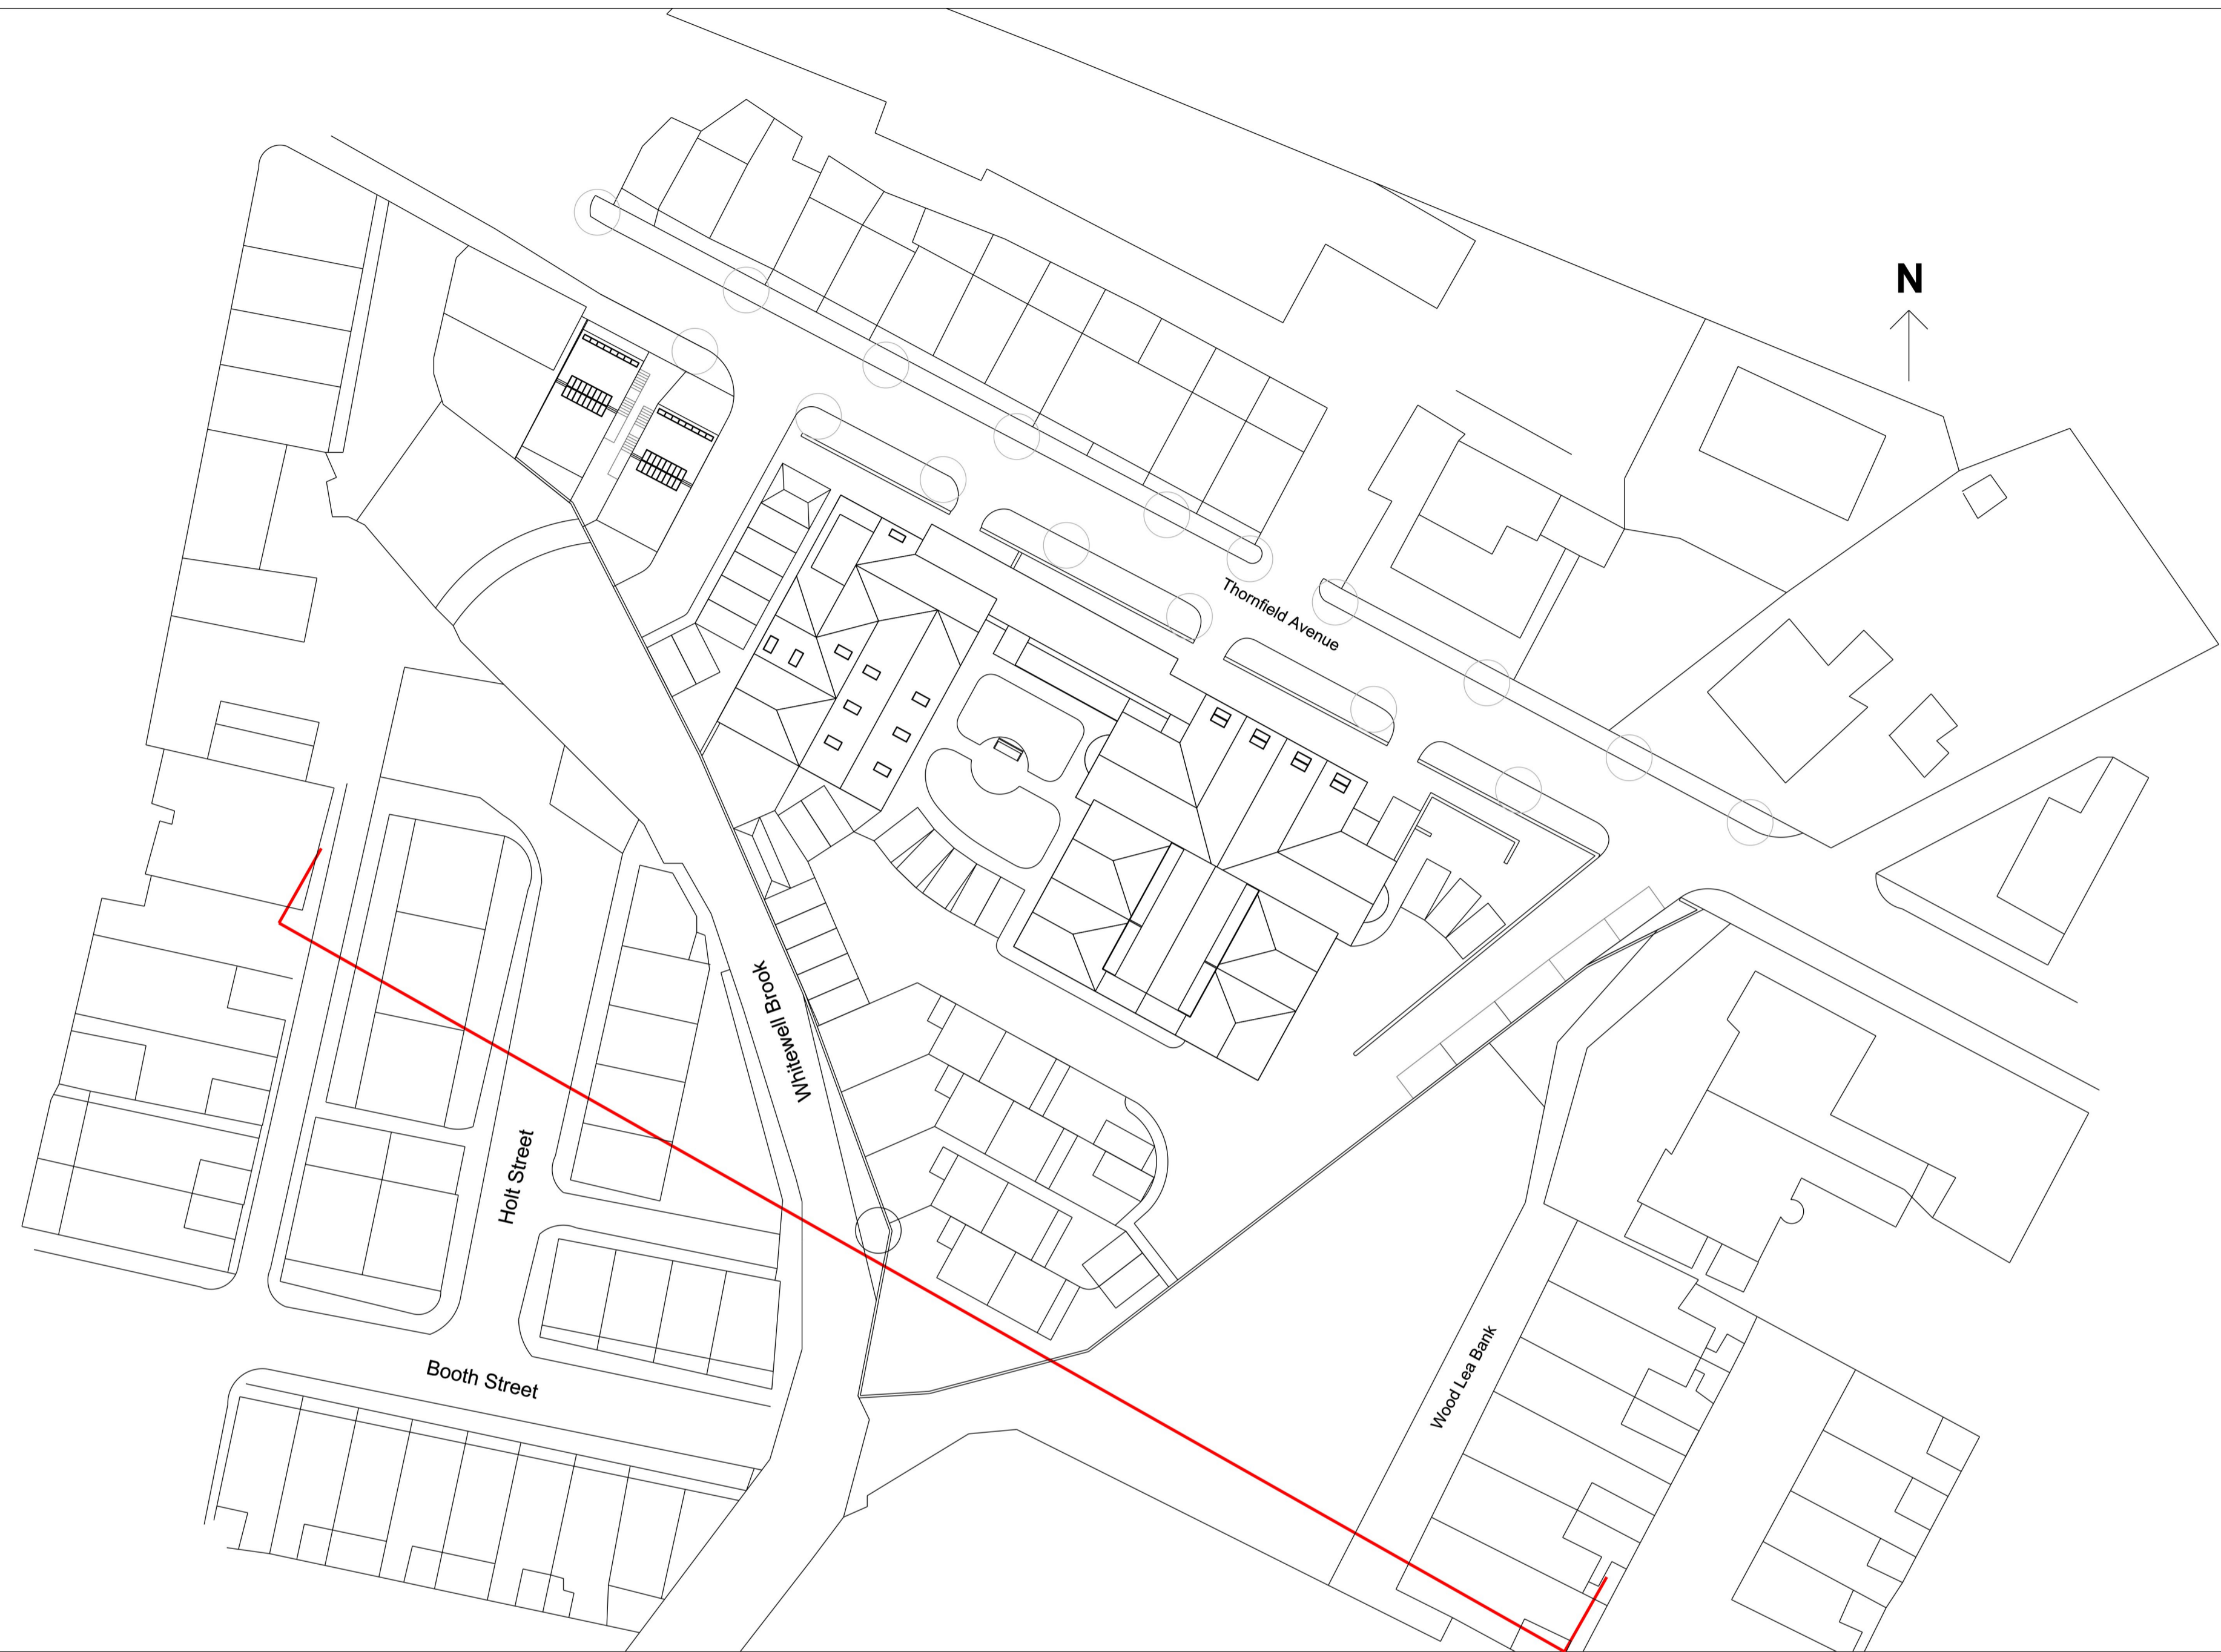 N
Thornfield Avenue
Whitewell Brook
Holt Street
Wood Lea Bank
Booth Street